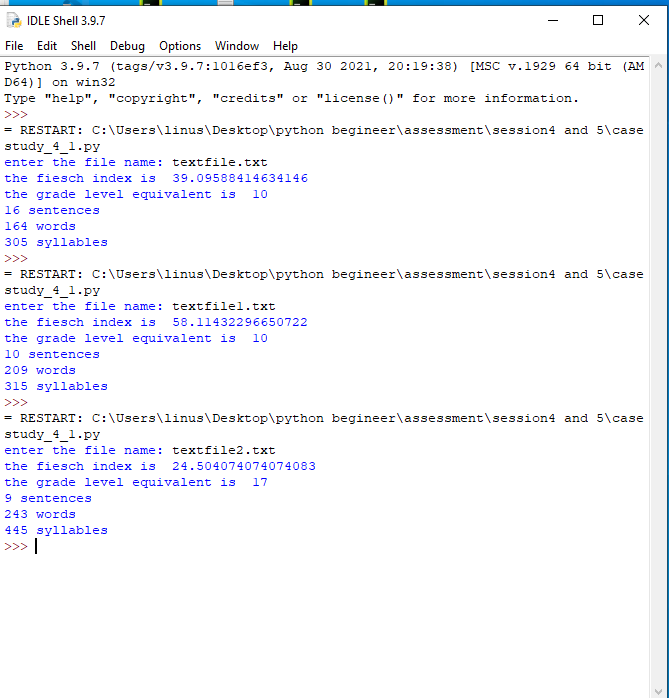 IDLE Shell 3.9.7
File Edit Shell Debug Options Window Help
Python 3.9.7 (tags/v3.9.7:1016ef3, Aug 30 2021, 20:19:38) [MSC v.1929 64 bit (AM
D64)] on win32
Type "help", "copyright", "credits" or "license()" for more information.
>>>
= RESTART: C:\Users\linus\Desktop\python begineer\assessment\session4 and 5\case
study_4_1.py
enter the file name: textfile.txt
the fiesch index is  39.09588414634146
the grade level equivalent is  10
16 sentences
164 words
305 syllables
>>>
= RESTART: C:\Users\linus\Desktop\python begineer\assessment\session4 and 5\case
study_4_1.py
enter the file name: textfile1.txt
the fiesch index is  58.11432296650722
the grade level equivalent is  10
10 sentences
209 words
315 syllables
>>>
= RESTART: C:\Users\linus\Desktop\python begineer\assessment\session4 and 5\case
study_4_1.py
enter the file name: textfile2.txt
the fiesch index is  24.504074074074083
the grade level equivalent is  17
9 sentences
243 words
445 syllables
>>>